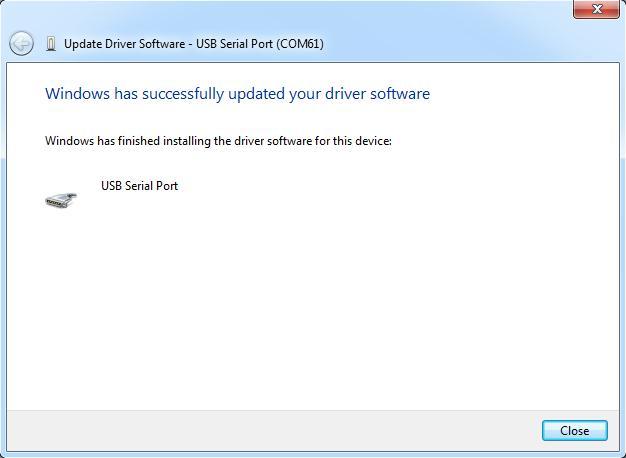 Update Driver Software - USB Serial Port (COM61)
Windows has successfully updated your driver software
Windows has finished installing the driver software for this device:
USB Serial Port
Close